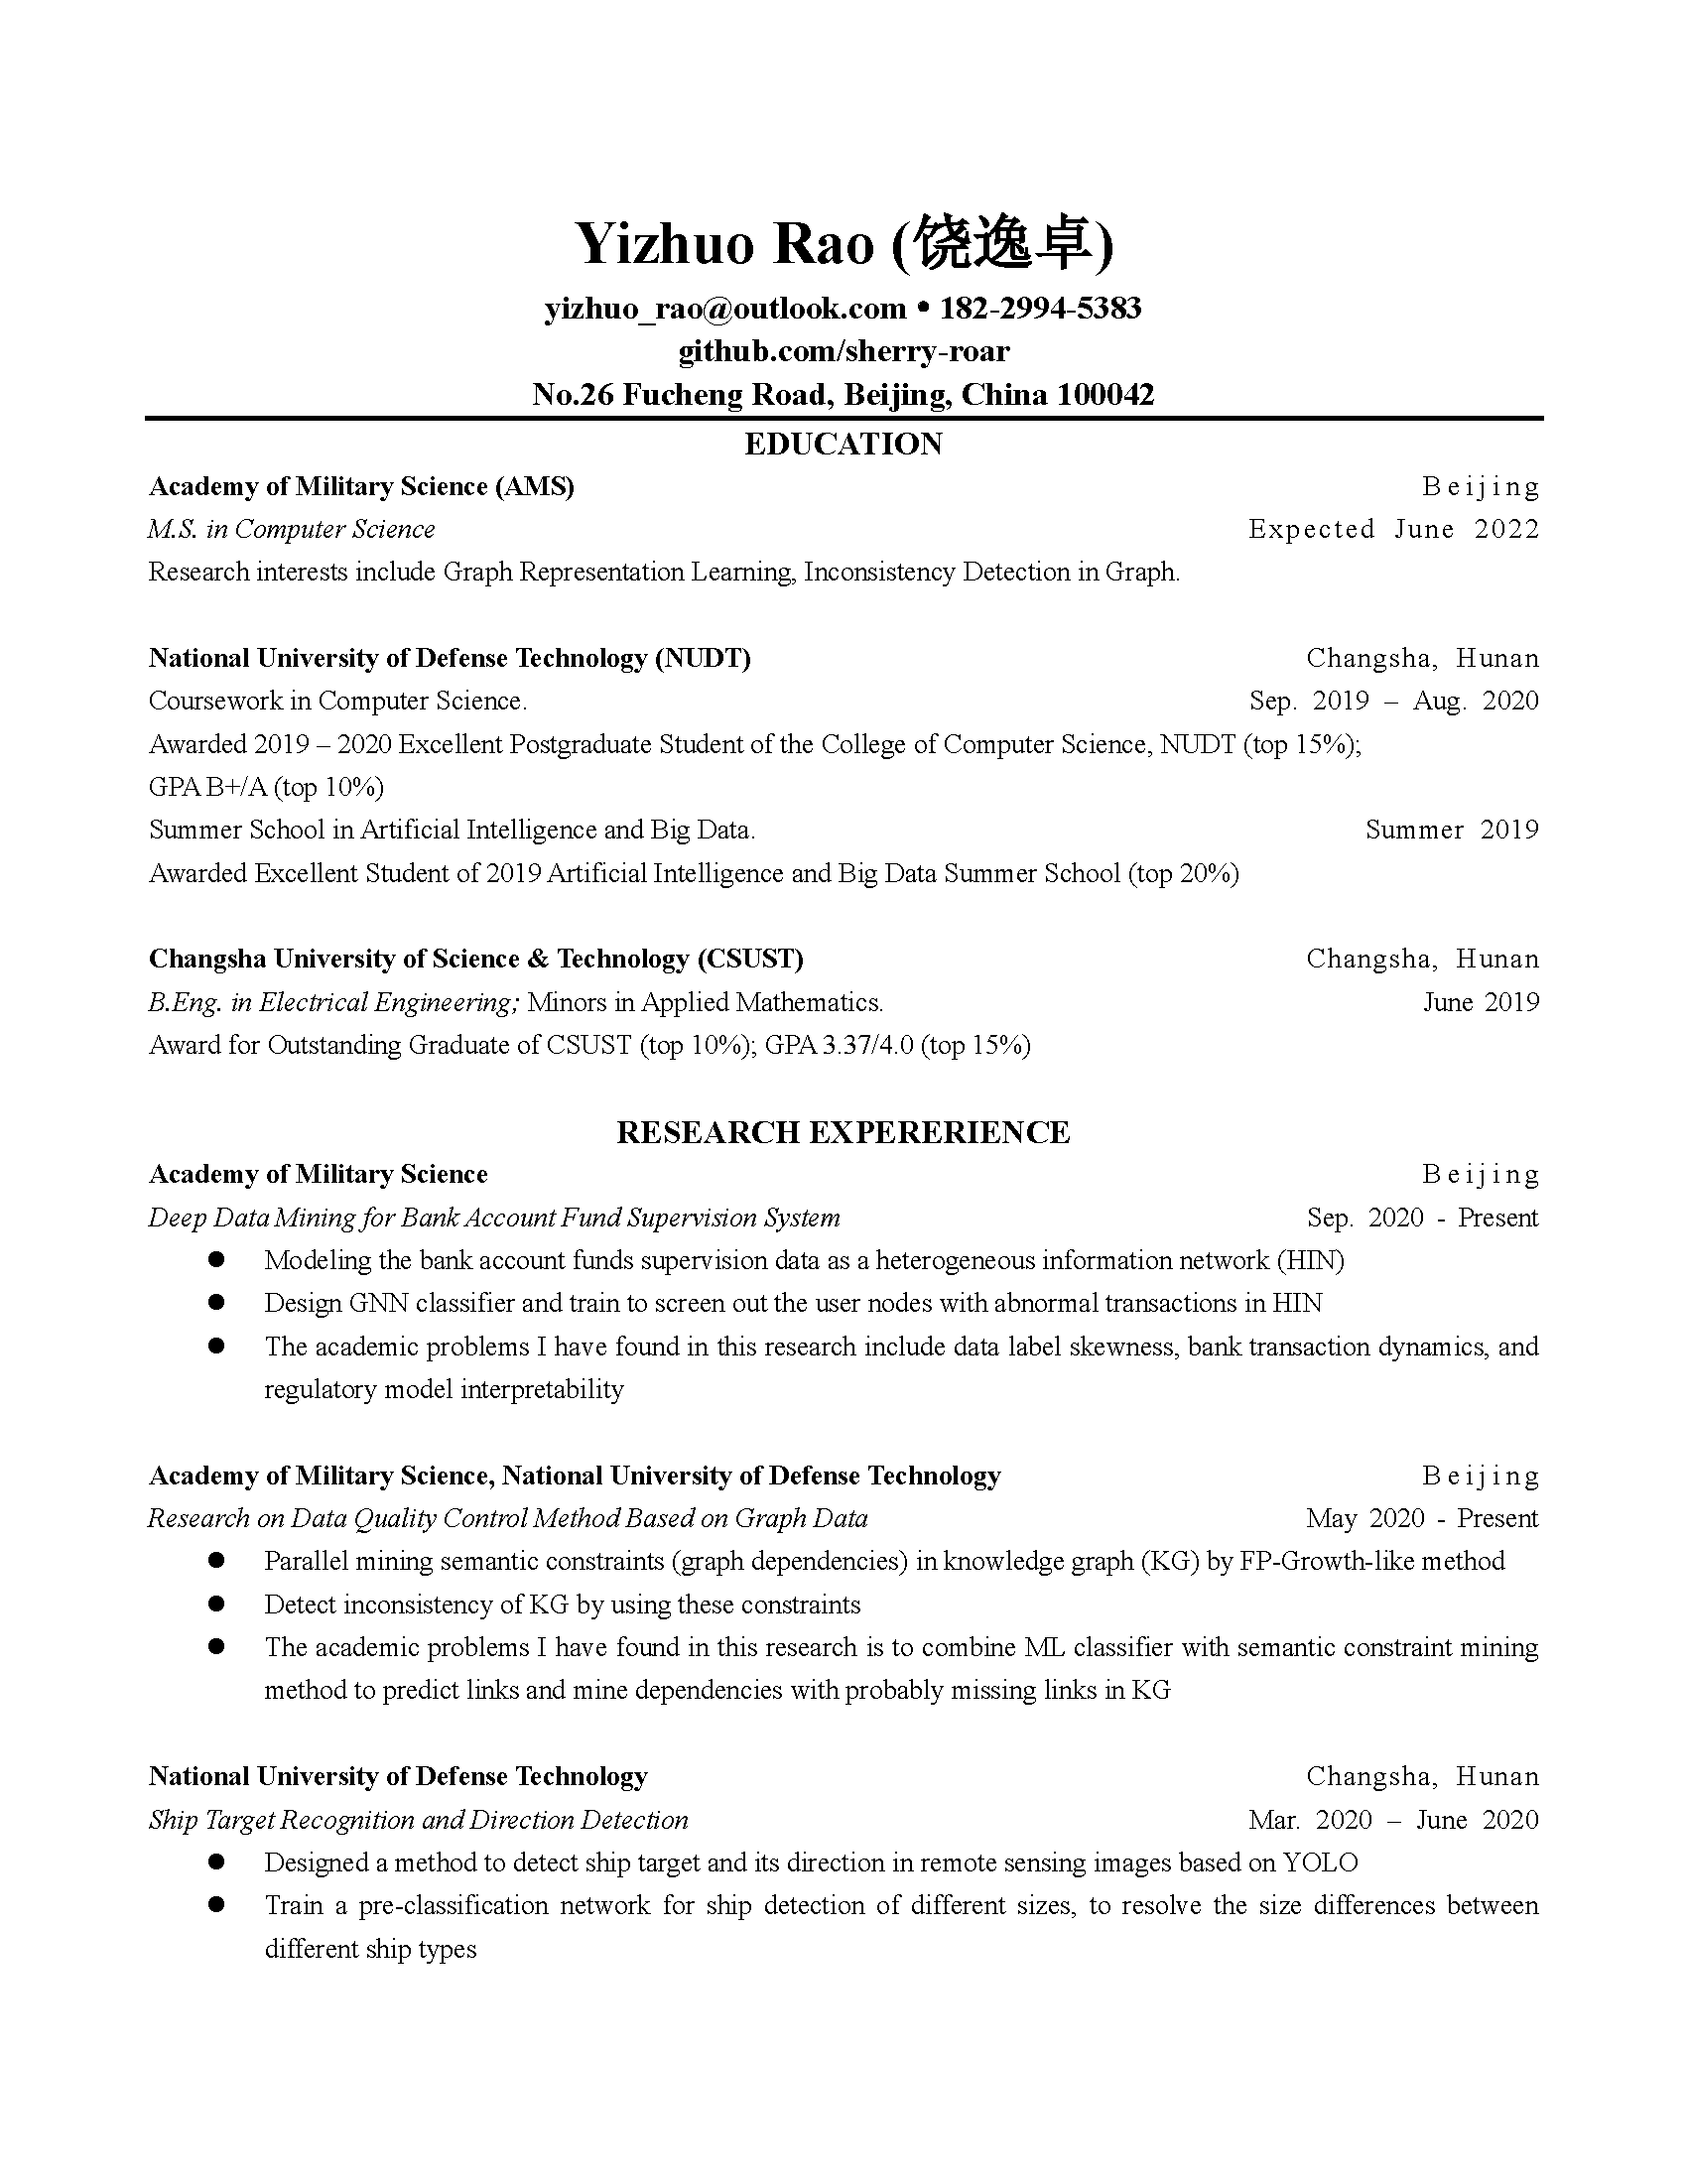 Yizhuo Rao (饶逸卓)
yizhuo_rao@outlook.com • 182-2994-5383
github.com/sherry-roar
No.26 Fucheng Road, Beijing, China 100042
EDUCATION
Academy of Military Science (AMS) Beijing
M.S. in Computer Science Expected June 2022
Research interests include Graph Representation Learning, Inconsistency Detection in Graph.
National University of Defense Technology (NUDT) Changsha, Hunan
Coursework in Computer Science. Sep. 2019 – Aug. 2020
Awarded 2019 – 2020 Excellent Postgraduate Student of the College of Computer Science, NUDT (top 15%);
GPA B+/A (top 10%)
Summer School in Artificial Intelligence and Big Data. Summer 2019
Awarded Excellent Student of 2019 Artificial Intelligence and Big Data Summer School (top 20%)
Changsha University of Science & Technology (CSUST) Changsha, Hunan
B.Eng. in Electrical Engineering; Minors in Applied Mathematics. June 2019
Award for Outstanding Graduate of CSUST (top 10%); GPA 3.37/4.0 (top 15%)
RESEARCH EXPERERIENCE
Academy of Military Science Beijing
Deep Data Mining for Bank Account Fund Supervision System Sep. 2020 - Present
● Modeling the bank account funds supervision data as a heterogeneous information network (HIN)
● Design GNN classifier and train to screen out the user nodes with abnormal transactions in HIN
● The academic problems I have found in this research include data label skewness, bank transaction dynamics, and
regulatory model interpretability
Academy of Military Science, National University of Defense Technology Beijing
Research on Data Quality Control Method Based on Graph Data May 2020 - Present
● Parallel mining semantic constraints (graph dependencies) in knowledge graph (KG) by FP-Growth-like method
● Detect inconsistency of KG by using these constraints
● The academic problems I have found in this research is to combine ML classifier with semantic constraint mining
method to predict links and mine dependencies with probably missing links in KG
National University of Defense Technology Changsha, Hunan
Ship Target Recognition and Direction Detection Mar. 2020 – June 2020
● Designed a method to detect ship target and its direction in remote sensing images based on YOLO
● Train a pre-classification network for ship detection of different sizes, to resolve the size differences between
different ship types